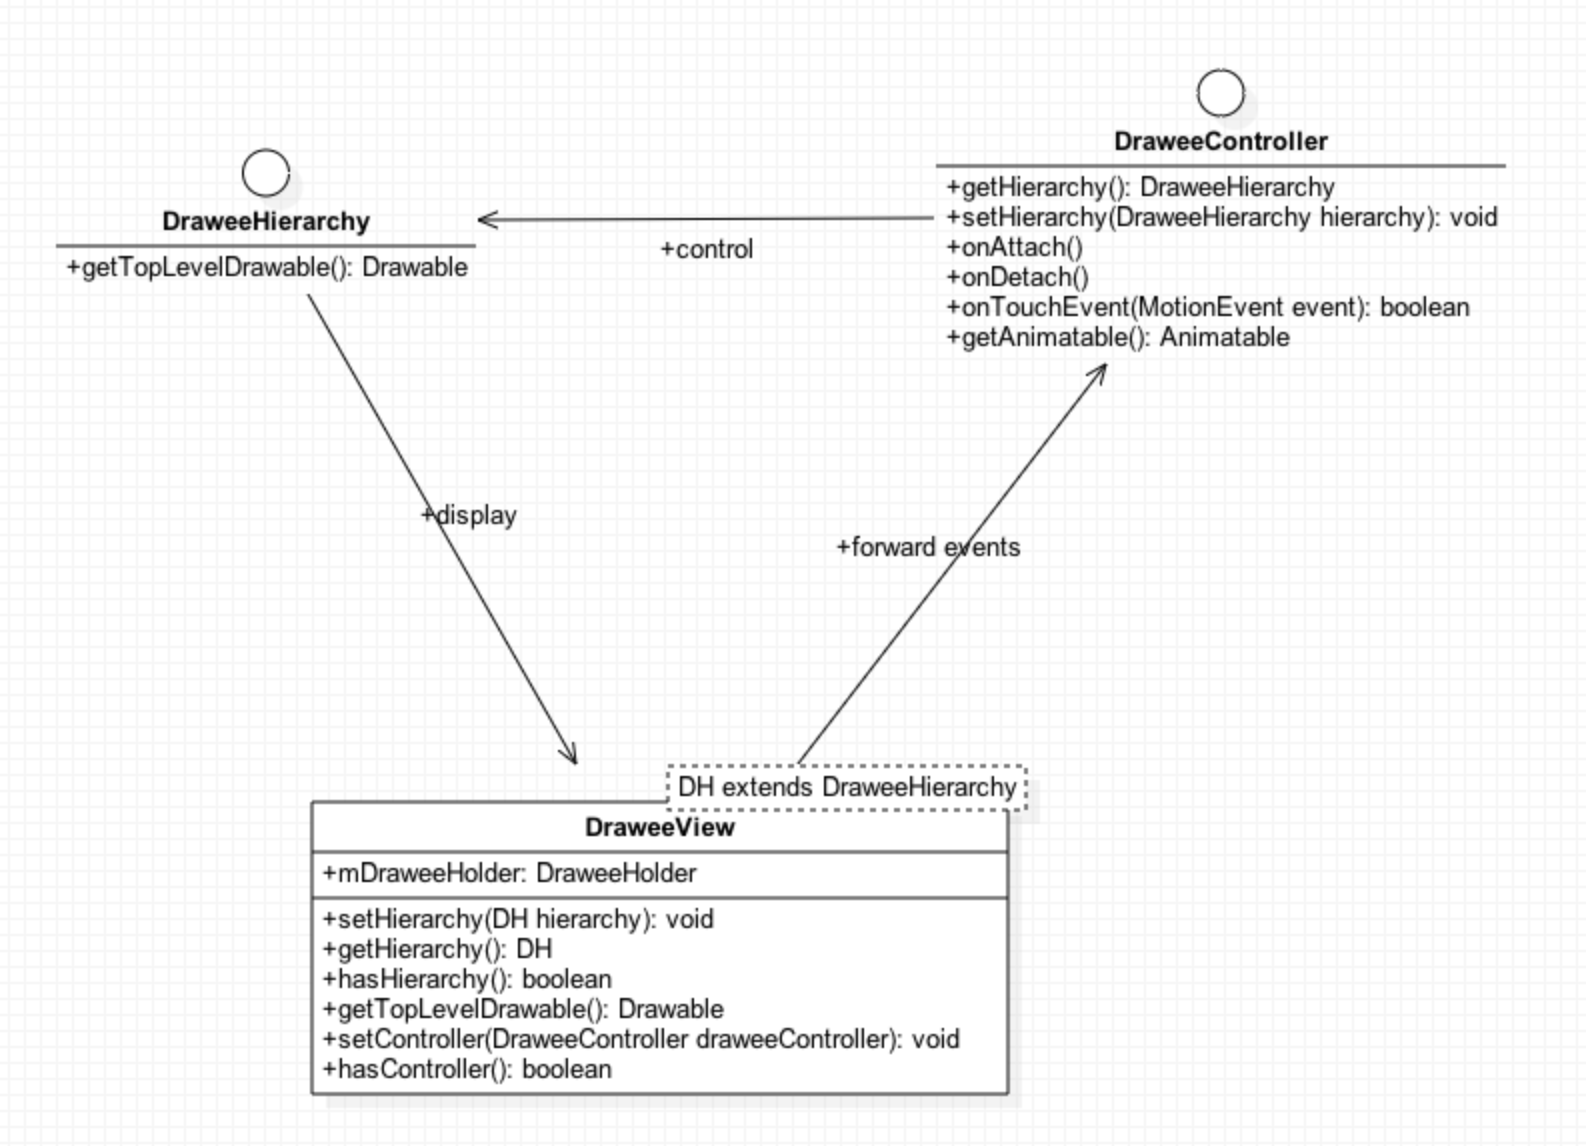 DraweeController
+getHierarchy(): DraweeHierarchy
+setHierarchy(DraweeHierarchy hierarchy): void
+onAttach()
+onDetach()
+onTouchEvent(MotionEvent event): boolean
+getAnimatable(): Animatable
DraweeHierarchy
+getTopLevelDrawable(): Drawable
+control
+display
+forward events
DH extends DraweeHierarchy
DraweeView
+mDraweeHolder: DraweeHolder
+setHierarchy(DH hierarchy): void
+getHierarchy(): DH
+hasHierarchy(): boolean
+getTopLevelDrawable(): Drawable
+setController(DraweeController draweeController): void
+hasController(): boolean